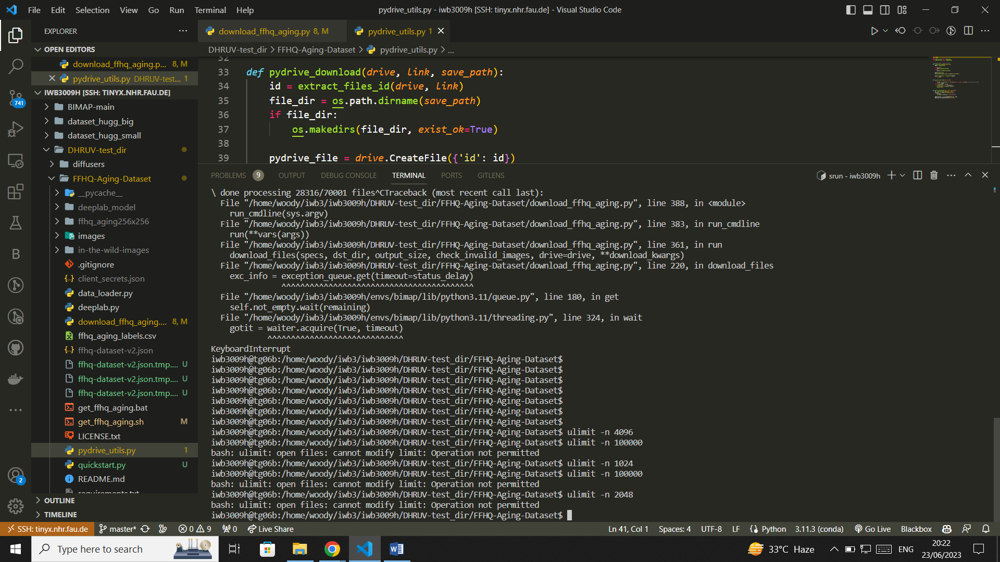 File Edit Selection View Go Run Terminal Help
pydrive_utils.py - iwb3009h [SSH: tinyx.nhr.fau.de] - Visual Studio Code
EXPLORER
OPEN EDITORS
download_ffhq_aging.p... 8, M
pydrive_utils.py DHRUV-test... 1
IWB3009H [SSH: TINYX.NHR.FAU.DE]
741
BIMAP-main
dataset_hugg_big
dataset_hugg_small
DHRUV-test_dir
diffusers
FFHQ-Aging-Dataset
__pycache__
deeplab_model
ffhq_aging256x256
images
in-the-wild-images
.gitignore
client_secrets.json
data_loader.py
deeplab.py
download_ffhq_aging.... 8, M
ffhq_aging_labels.csv
ffhq-dataset-v2.json
ffhq-dataset-v2.json.tmp.... U
ffhq-dataset-v2.json.tmp.... U
ffhq-dataset-v2.json.tmp.... U
get_ffhq_aging.bat
get_ffhq_aging.sh M
LICENSE.txt
pydrive_utils.py 1
quickstart.py U
README.md
requirements.txt
OUTLINE
TIMELINE
B
2
download_ffhq_aging.py 8, M
pydrive_utils.py 1
DHRUV-test_dir > FFHQ-Aging-Dataset > pydrive_utils.py > ...
32
33 def pydrive_download(drive, link, save_path):
34 id = extract_files_id(drive, link)
35 file_dir = os.path.dirname(save_path)
36 if file_dir:
37 os.makedirs(file_dir, exist_ok=True)
38
39 pydrive_file = drive.CreateFile({'id': id})
PROBLEMS 9 OUTPUT DEBUG CONSOLE TERMINAL PORTS GITLENS
srun - iwb3009h
\ done processing 28316/70001 files^CTraceback (most recent call last):
File "/home/woody/iwb3/iwb3009h/DHRUV-test_dir/FFHQ-Aging-Dataset/download_ffhq_aging.py", line 388, in <module>
run_cmdline(sys.argv)
File "/home/woody/iwb3/iwb3009h/DHRUV-test_dir/FFHQ-Aging-Dataset/download_ffhq_aging.py", line 383, in run_cmdline
run(**vars(args))
File "/home/woody/iwb3/iwb3009h/DHRUV-test_dir/FFHQ-Aging-Dataset/download_ffhq_aging.py", line 361, in run
download_files(specs, dst_dir, output_size, check_invalid_images, drive=drive, **download_kwargs)
File "/home/woody/iwb3/iwb3009h/DHRUV-test_dir/FFHQ-Aging-Dataset/download_ffhq_aging.py", line 220, in download_files
exc_info = exception_queue.get(timeout=status_delay)
^^^^^^^^^^^^^^^^^^^^^^^^^^^^^^^^^^^^^^^^^
File "/home/woody/iwb3/iwb3009h/envs/bimap/lib/python3.11/queue.py", line 180, in get
self.not_empty.wait(remaining)
File "/home/woody/iwb3/iwb3009h/envs/bimap/lib/python3.11/threading.py", line 324, in wait
gotit = waiter.acquire(True, timeout)
^^^^^^^^^^^^^^^^^^^^^^^^^^^^^
KeyboardInterrupt
iwb3009h@tg06b:/home/woody/iwb3/iwb3009h/DHRUV-test_dir/FFHQ-Aging-Dataset$
iwb3009h@tg06b:/home/woody/iwb3/iwb3009h/DHRUV-test_dir/FFHQ-Aging-Dataset$
iwb3009h@tg06b:/home/woody/iwb3/iwb3009h/DHRUV-test_dir/FFHQ-Aging-Dataset$
iwb3009h@tg06b:/home/woody/iwb3/iwb3009h/DHRUV-test_dir/FFHQ-Aging-Dataset$
iwb3009h@tg06b:/home/woody/iwb3/iwb3009h/DHRUV-test_dir/FFHQ-Aging-Dataset$
iwb3009h@tg06b:/home/woody/iwb3/iwb3009h/DHRUV-test_dir/FFHQ-Aging-Dataset$
iwb3009h@tg06b:/home/woody/iwb3/iwb3009h/DHRUV-test_dir/FFHQ-Aging-Dataset$
iwb3009h@tg06b:/home/woody/iwb3/iwb3009h/DHRUV-test_dir/FFHQ-Aging-Dataset$ ulimit -n 4096
iwb3009h@tg06b:/home/woody/iwb3/iwb3009h/DHRUV-test_dir/FFHQ-Aging-Dataset$ ulimit -n 100000
bash: ulimit: open files: cannot modify limit: Operation not permitted
iwb3009h@tg06b:/home/woody/iwb3/iwb3009h/DHRUV-test_dir/FFHQ-Aging-Dataset$ ulimit -n 1024
iwb3009h@tg06b:/home/woody/iwb3/iwb3009h/DHRUV-test_dir/FFHQ-Aging-Dataset$ ulimit -n 100000
bash: ulimit: open files: cannot modify limit: Operation not permitted
iwb3009h@tg06b:/home/woody/iwb3/iwb3009h/DHRUV-test_dir/FFHQ-Aging-Dataset$ ulimit -n 2048
bash: ulimit: open files: cannot modify limit: Operation not permitted
iwb3009h@tg06b:/home/woody/iwb3/iwb3009h/DHRUV-test_dir/FFHQ-Aging-Dataset$
SSH: tinyx.nhr.fau.de master* 0 9 0 Live Share Ln 41, Col 1 Spaces: 4 UTF-8 LF Python 3.11.3 (conda) Go Live Blackbox
Type here to search
33°C Haze ENG
20:22
23/06/2023